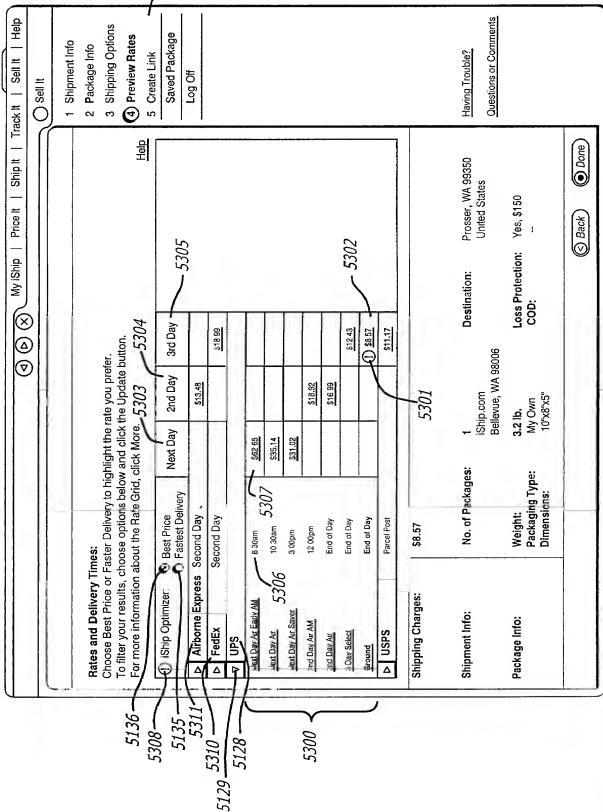 My iShip | Price It | Ship It | Track It | Sell It | Help
Sell It
1 Shipment Info
2 Package Info
3 Shipping Options
4 Preview Rates
5 Create Link
Saved Package
Log Off
Having Trouble?
Questions or Comments
Rates and Delivery Times:
Choose Best Price or Faster Delivery to highlight the rate you prefer.
To filter your results, choose options below and click the Update button.
For more information about the Rate Grid, click More.
Help
iShip Optimizer: Best Price
Fastest Delivery
Next Day 2nd Day 3rd Day
Airborne Express Second Day $13.48
FedEx Second Day $18 99
UPS
Next Day Air Early AM 8 30am $62 65
Next Day Air 10 30am $35.14
Next Day Air Saver 3 00pm $31.02
2nd Day Air AM 12 00pm $18.92
2nd Day Air End of Day $16.99
3 Day Select End of Day $12.43
Ground End of Day $8 57
USPS Parcel Post $11.17
Shipping Charges: $8.57
Shipment Info: No. of Packages: 1 Destination: Prosser, WA 99350
iShip.com United States
Bellevue, WA 98006
Package Info: Weight: 3.2 lb. Loss Protection: Yes, $150
Packaging Type: My Own COD: --
Dimensions: 10"x8"x5"
Back Done
5136
5308
5135
5311
5310
5129
5128
5300
5303
5304
5305
5306
5307
5301
5302